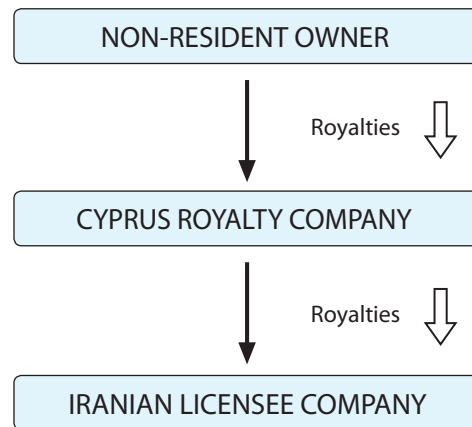 NON-RESIDENT OWNER
Royalties
CYPRUS ROYALTY COMPANY
Royalties
IRANIAN LICENSEE COMPANY